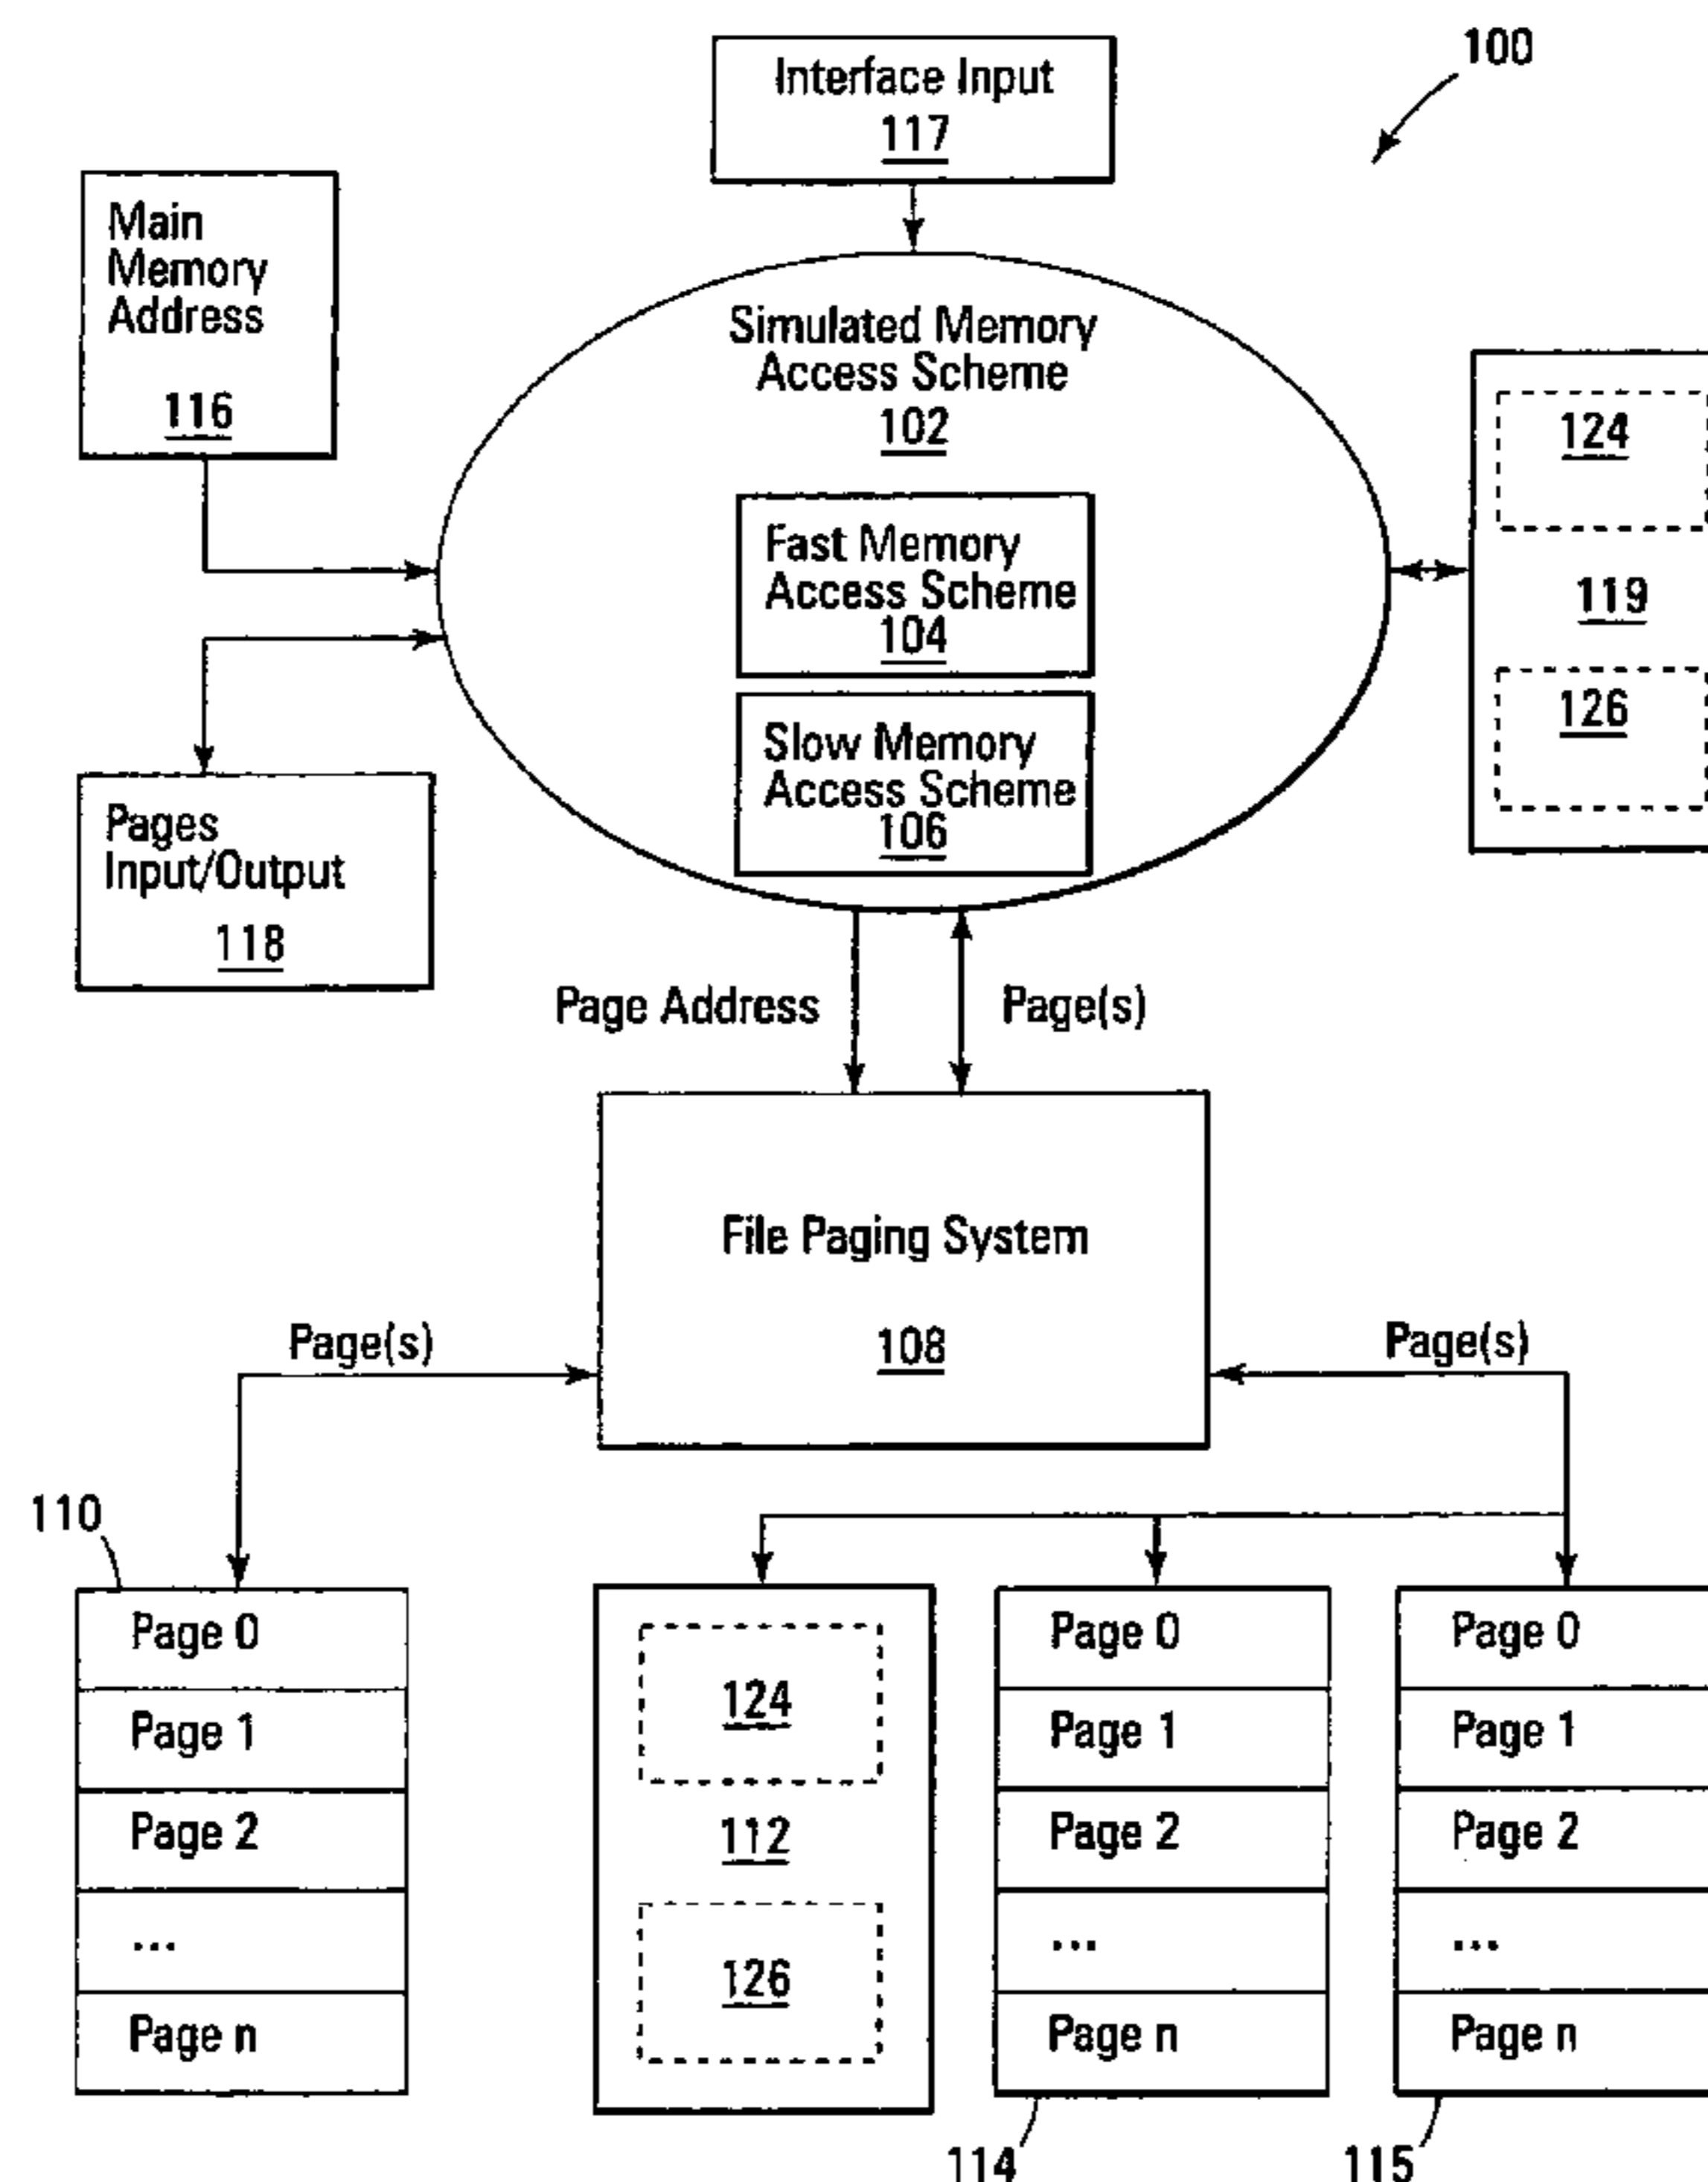 100
Interface Input
117
Main
Memory
Address
116
Simulated Memory
Access Scheme
102
124
Fast Memory
Access Scheme
104
119
Slow Memory
Access Scheme
106
126
Pages
Input/Output
118
Page Address
Page(s)
File Paging System
108
Page(s)
Page(s)
110
Page 0
Page 1
Page 2
...
Page n
124
112
126
Page 0
Page 1
Page 2
...
Page n
114
Page 0
Page 1
Page 2
...
Page n
115